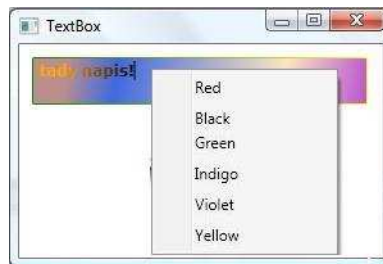 TextBox
tady napis!
Red
Black
Green
Indigo
Violet
Yellow